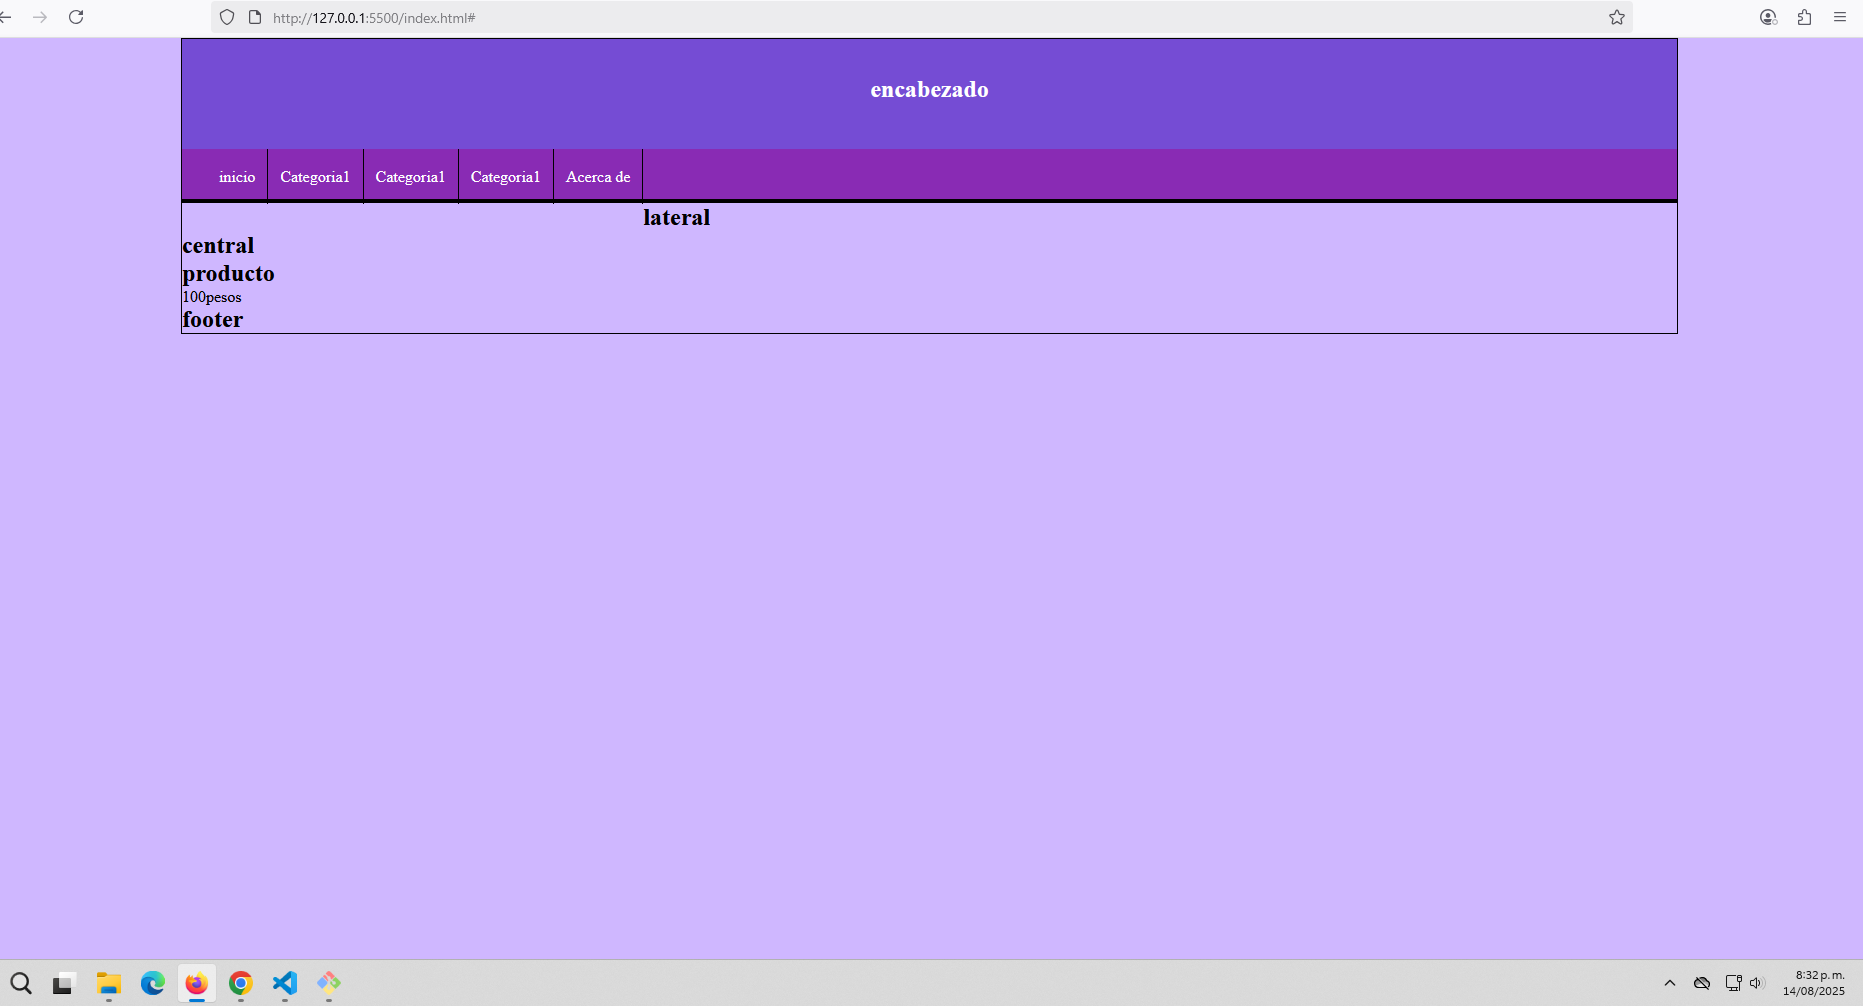 http://127.0.0.1:5500/index.html#
encabezado
inicio Categoria1 Categoria1 Categoria1 Acerca de
lateral
central
producto
100pesos
footer
8:32 p. m.
14/08/2025